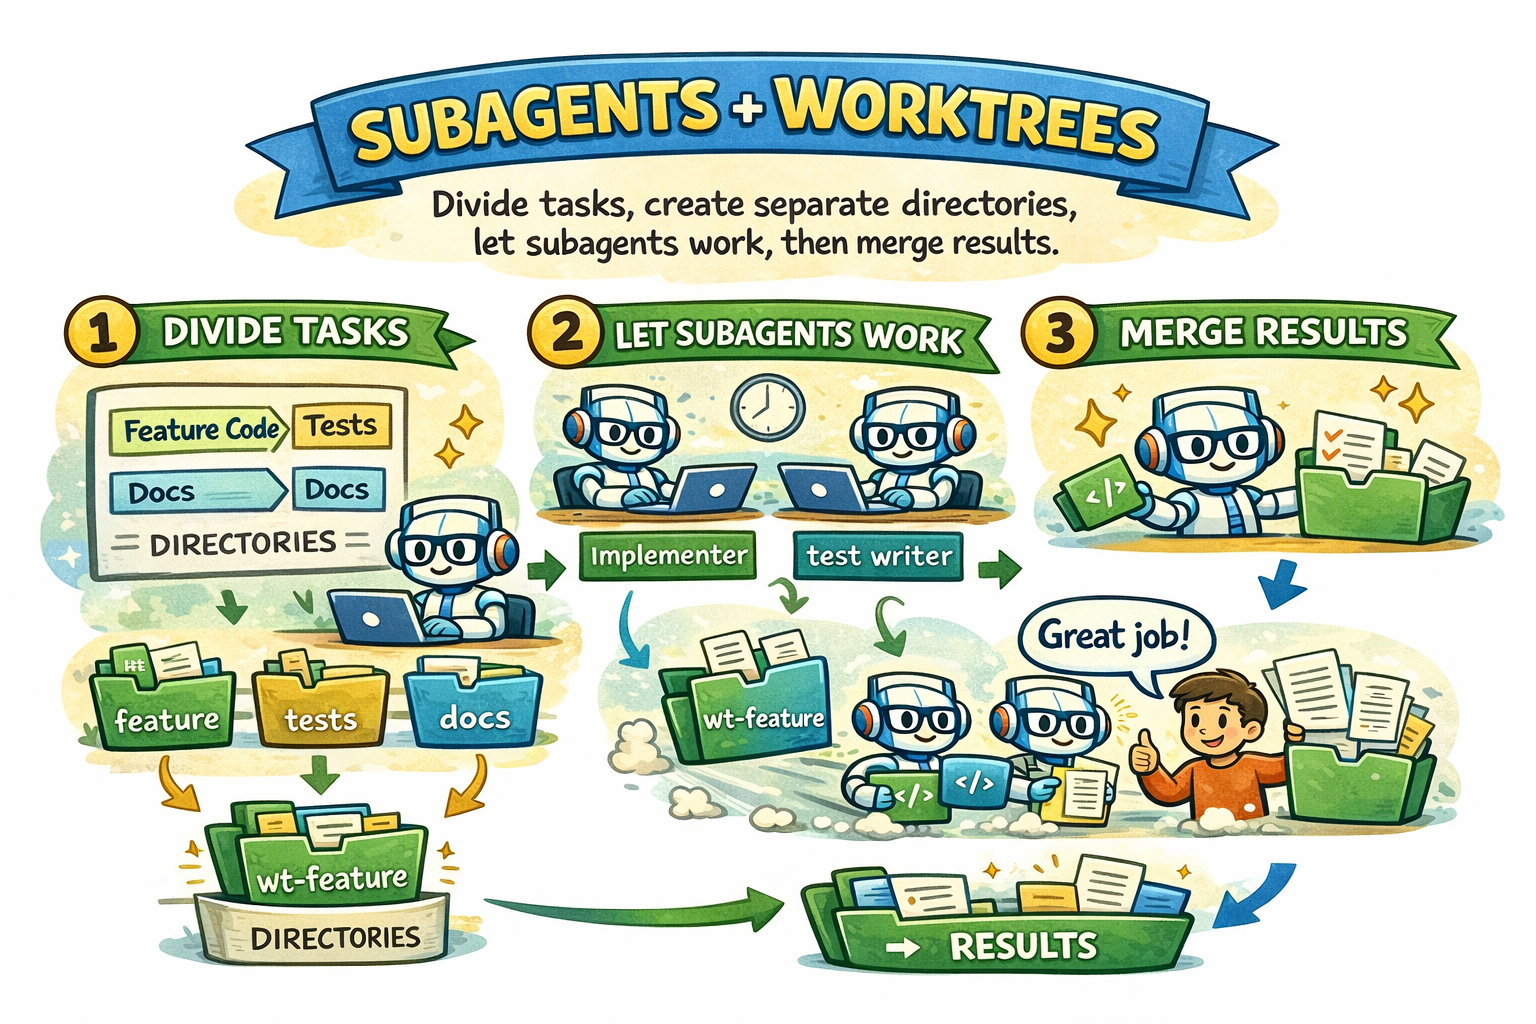 SUBAGENTS + WORKTREES
Divide tasks, create separate directories,
let subagents work, then merge results.
1 DIVIDE TASKS
Feature Code
Tests
Docs
Docs
DIRECTORIES
feature
tests
docs
wt-feature
DIRECTORIES
2 LET SUBAGENTS WORK
Implementer
test writer
wt-feature
</>
</>
3 MERGE RESULTS
</>
Great job!
→ RESULTS